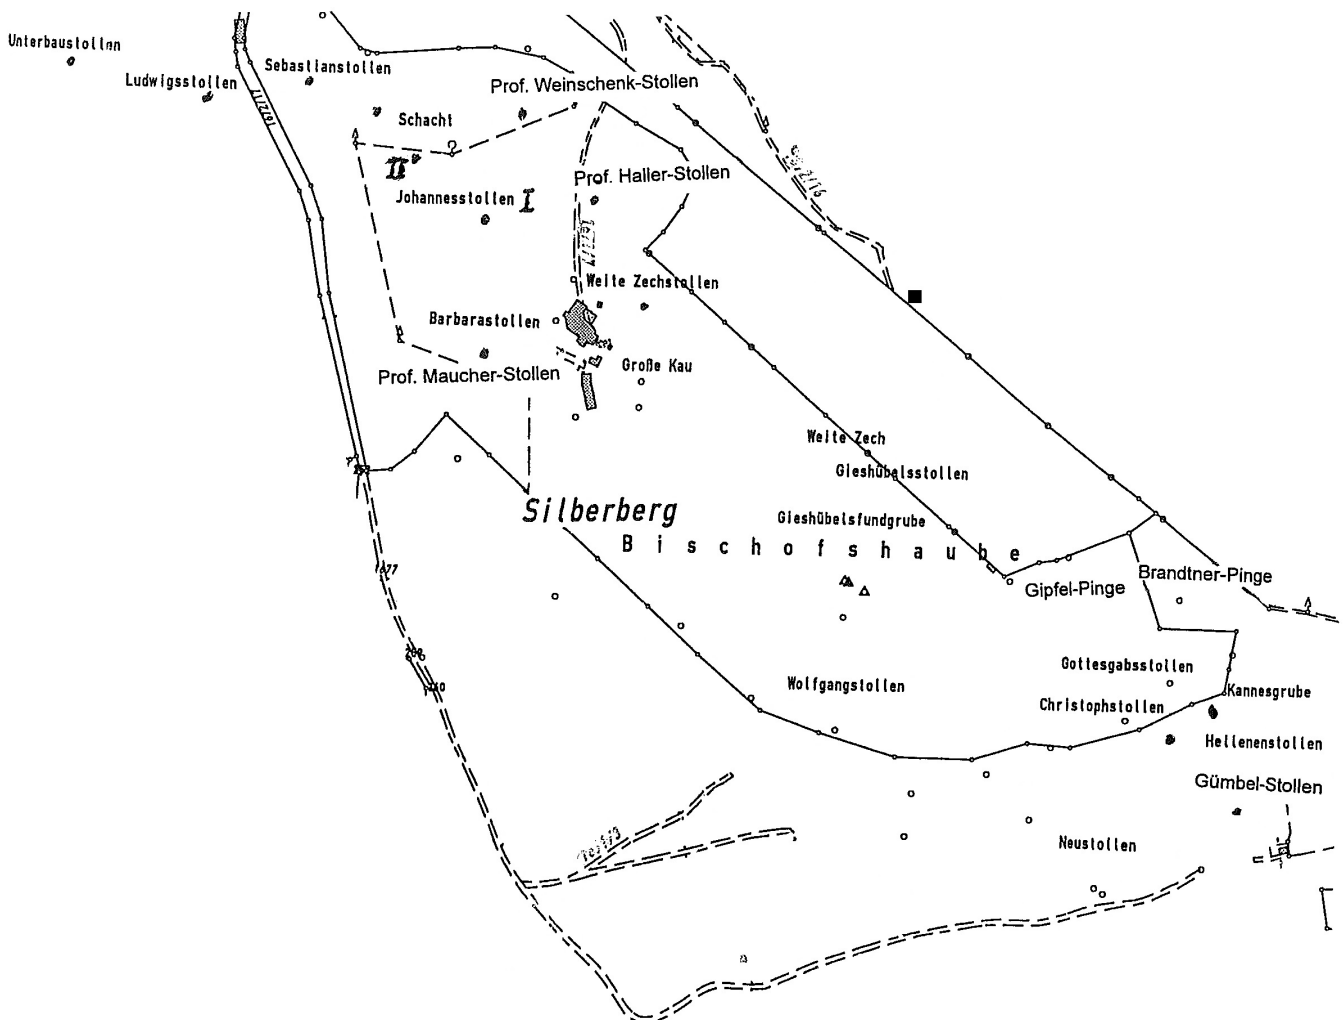 Unterbaustollen
Ludwigsstollen
Sebastianstollen
Prof. Weinschenk-Stollen
Schacht
II
Prof. Haller-Stollen
Johannesstollen I
Weite Zechstollen
Barbarastollen
Große Kau
Prof. Maucher-Stollen
Weite Zech
Gieshübelsstollen
Silberberg
Gieshübelsfundgrube
Bischofshaube
Gipfel-Pinge
Brandtner-Pinge
Gottesgabsstollen
Wolfgangstollen
Kannesgrube
Christophstollen
Hellenenstollen
Gümbel-Stollen
Neustollen